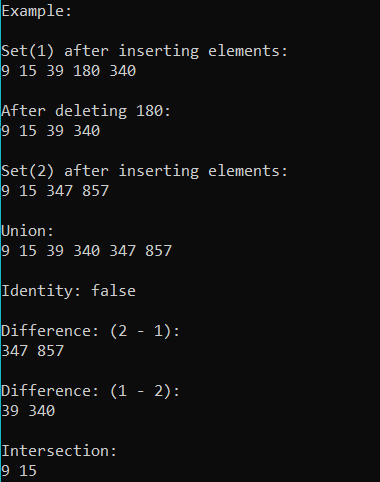 Example:
Set(1) after inserting elements:
9 15 39 180 340
After deleting 180:
9 15 39 340
Set(2) after inserting elements:
9 15 347 857
Union:
9 15 39 340 347 857
Identity: false
Difference: (2 - 1):
347 857
Difference: (1 - 2):
39 340
Intersection:
9 15